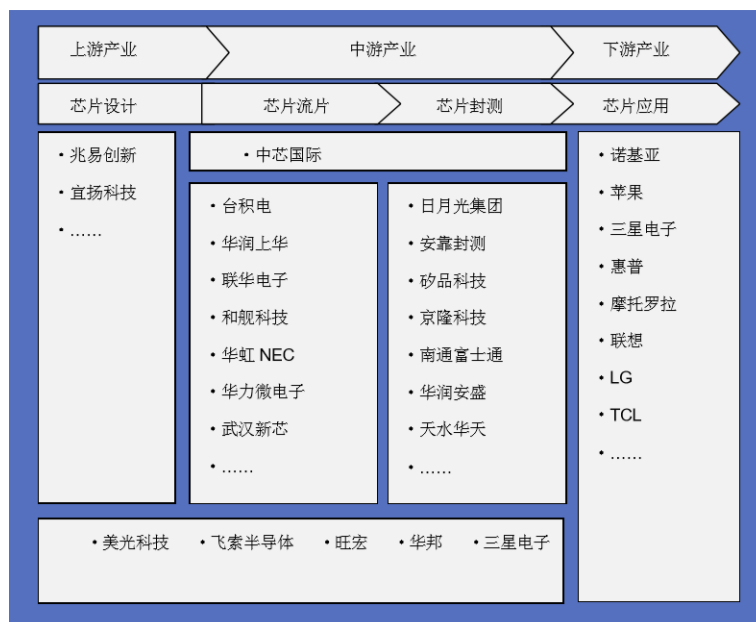 上游产业
中游产业
下游产业
芯片设计
芯片流片
芯片封测
芯片应用
•兆易创新
•宜扬科技
•……
•中芯国际
•台积电
•华润上华
•联华电子
•和舰科技
•华虹 NEC
•华力微电子
•武汉新芯
•……
•日月光集团
•安靠封测
•矽品科技
•京隆科技
•南通富士通
•华润安盛
•天水华天
•……
•诺基亚
•苹果
•三星电子
•惠普
•摩托罗拉
•联想
•LG
•TCL
•……
•美光科技 •飞索半导体 •旺宏 •华邦 •三星电子